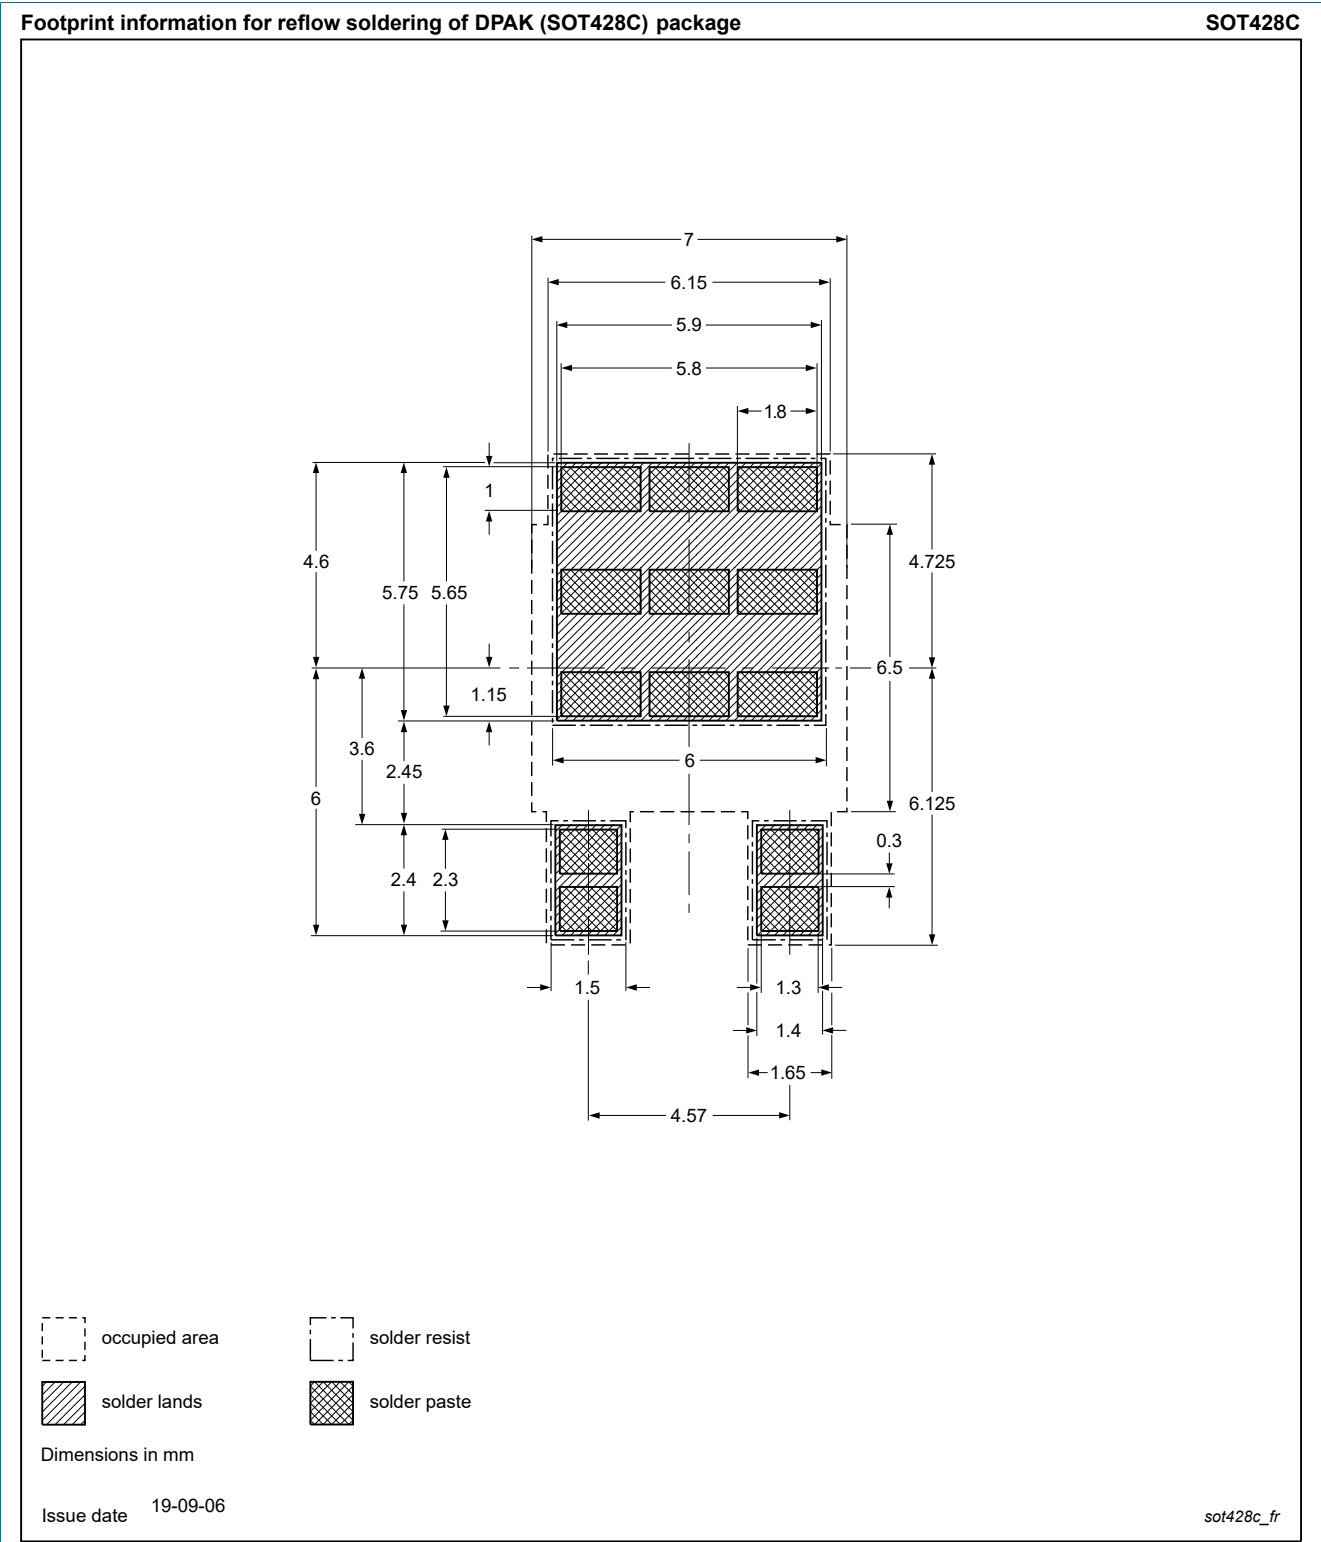 Footprint information for reflow soldering of DPAK (SOT428C) package SOT428C
7
6.15
5.9
5.8
1.8
1
4.6
4.725
5.75 5.65
6.5
1.15
3.6
6
2.45
6
6.125
0.3
2.4 2.3
1.5
1.3
1.4
1.65
4.57
occupied area
solder resist
solder lands
solder paste
Dimensions in mm
Issue date 19-09-06
sot428c_fr